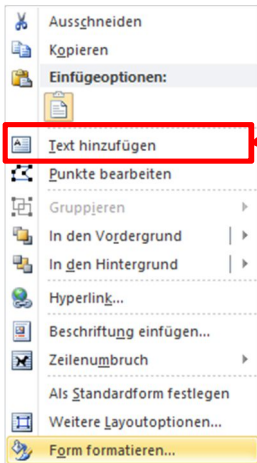 Ausschneiden
Kopieren
Einfügeoptionen:
Text hinzufügen
Punkte bearbeiten
Gruppieren
In den Vordergrund
In den Hintergrund
Hyperlink...
Beschriftung einfügen...
Zeilenumbruch
Als Standardform festlegen
Weitere Layoutoptionen...
Form formatieren...